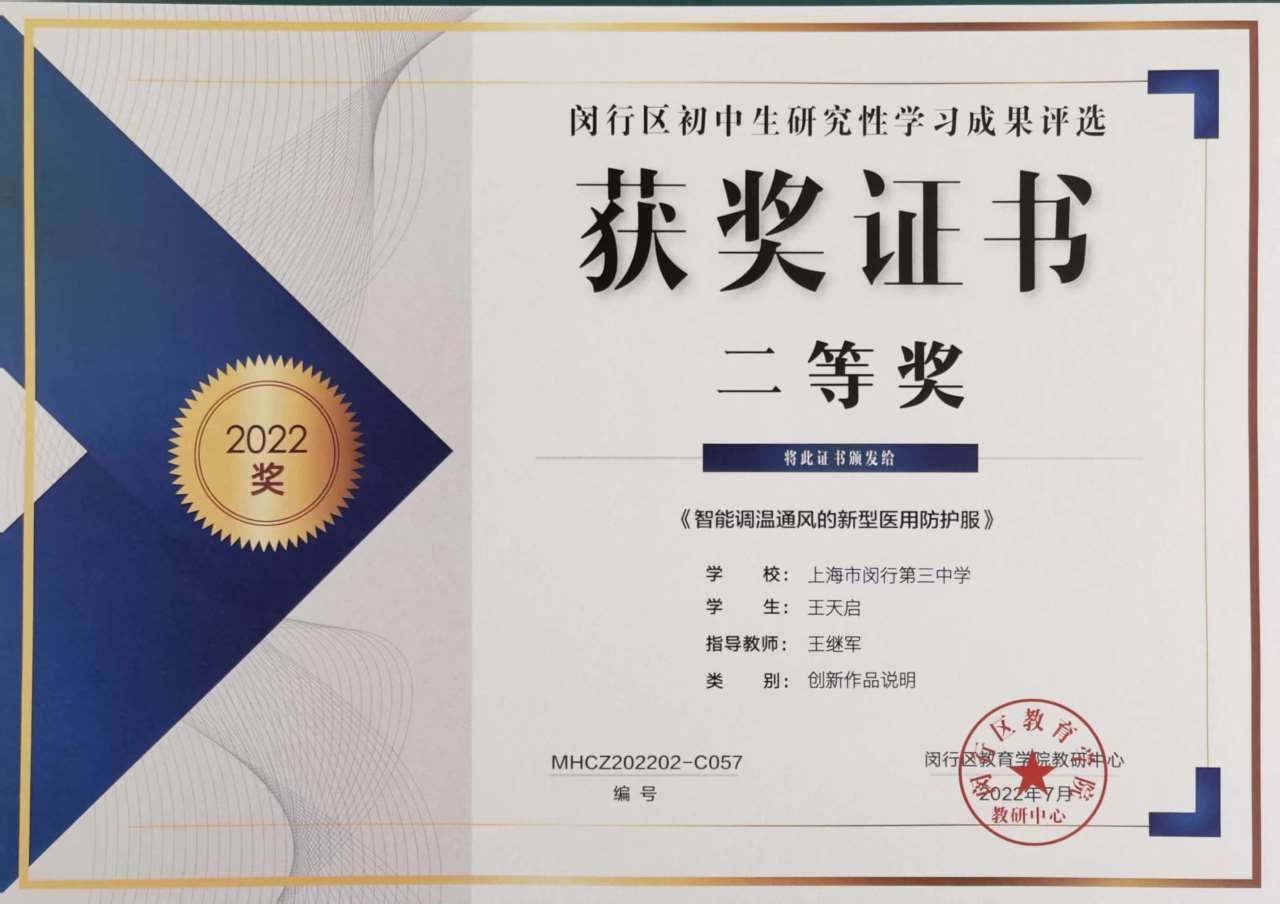 闵行区初中生研究性学习成果评选
获奖证书
二等奖
2022
奖
将此证书颁发给
《智能调温通风的新型医用防护服》
学 校： 上海市闵行第三中学
学 生： 王天启
指导教师： 王继军
类 别： 创新作品说明
MHCZ202202-C057
编号
闵行区教育学院教研中心
2022年7月
闵行区教育学院
教研中心